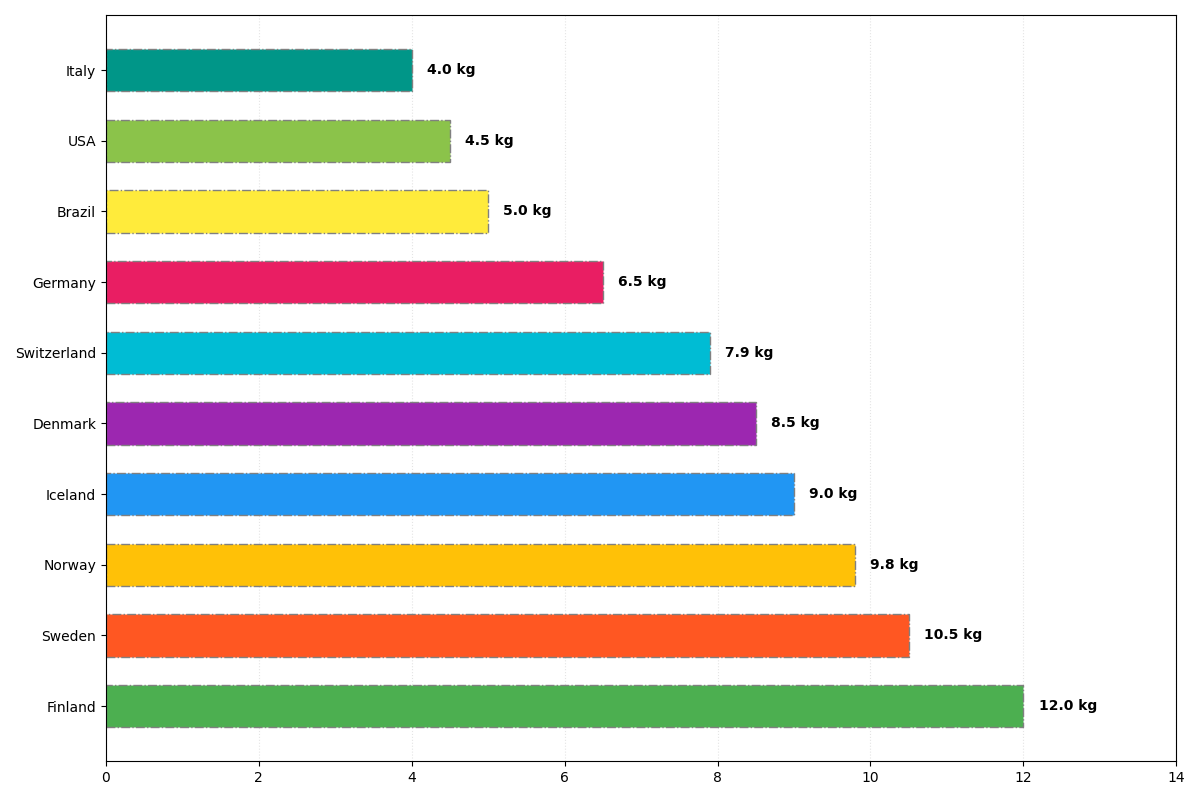 Italy 4.0 kg
USA 4.5 kg
Brazil 5.0 kg
Germany 6.5 kg
Switzerland 7.9 kg
Denmark 8.5 kg
Iceland 9.0 kg
Norway 9.8 kg
Sweden 10.5 kg
Finland 12.0 kg
0 2 4 6 8 10 12 14